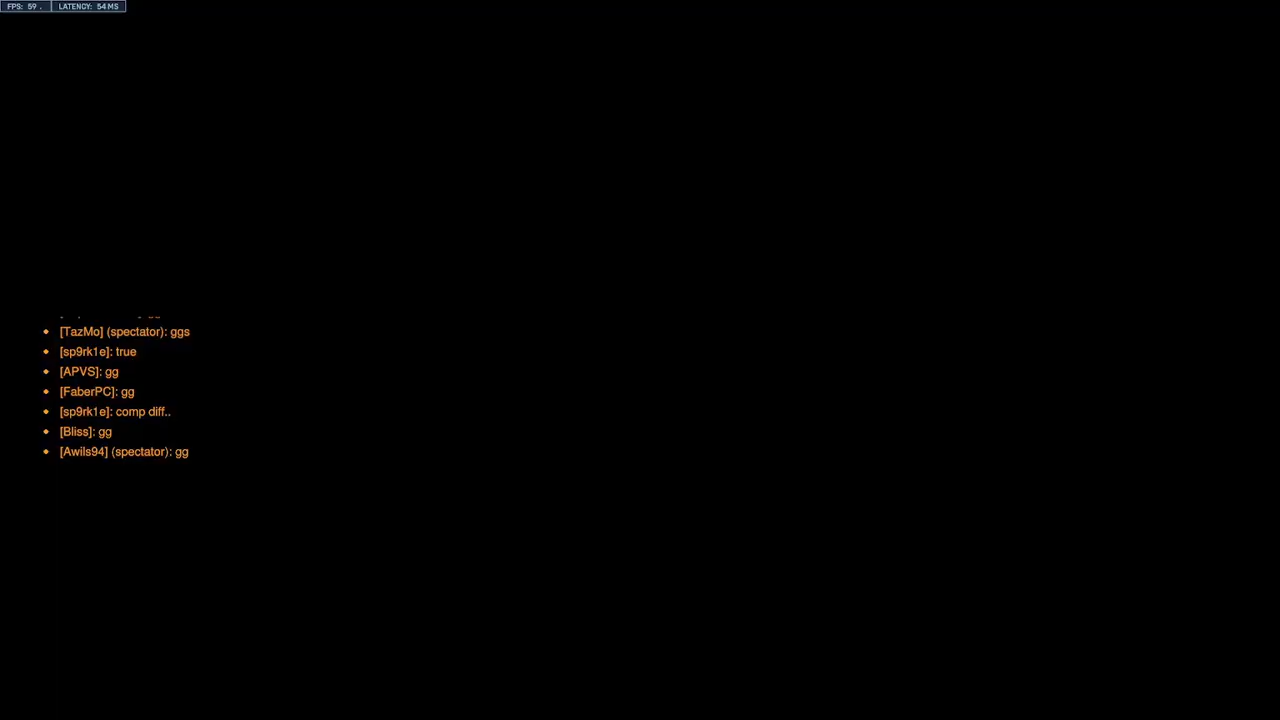 FPS: 59 . LATENCY: 54 MS
[TazMo] (spectator): ggs
[sp9rk1e]: true
[APVS]: gg
[FaberPC]: gg
[sp9rk1e]: comp diff..
[Bliss]: gg
[Awils94] (spectator): gg